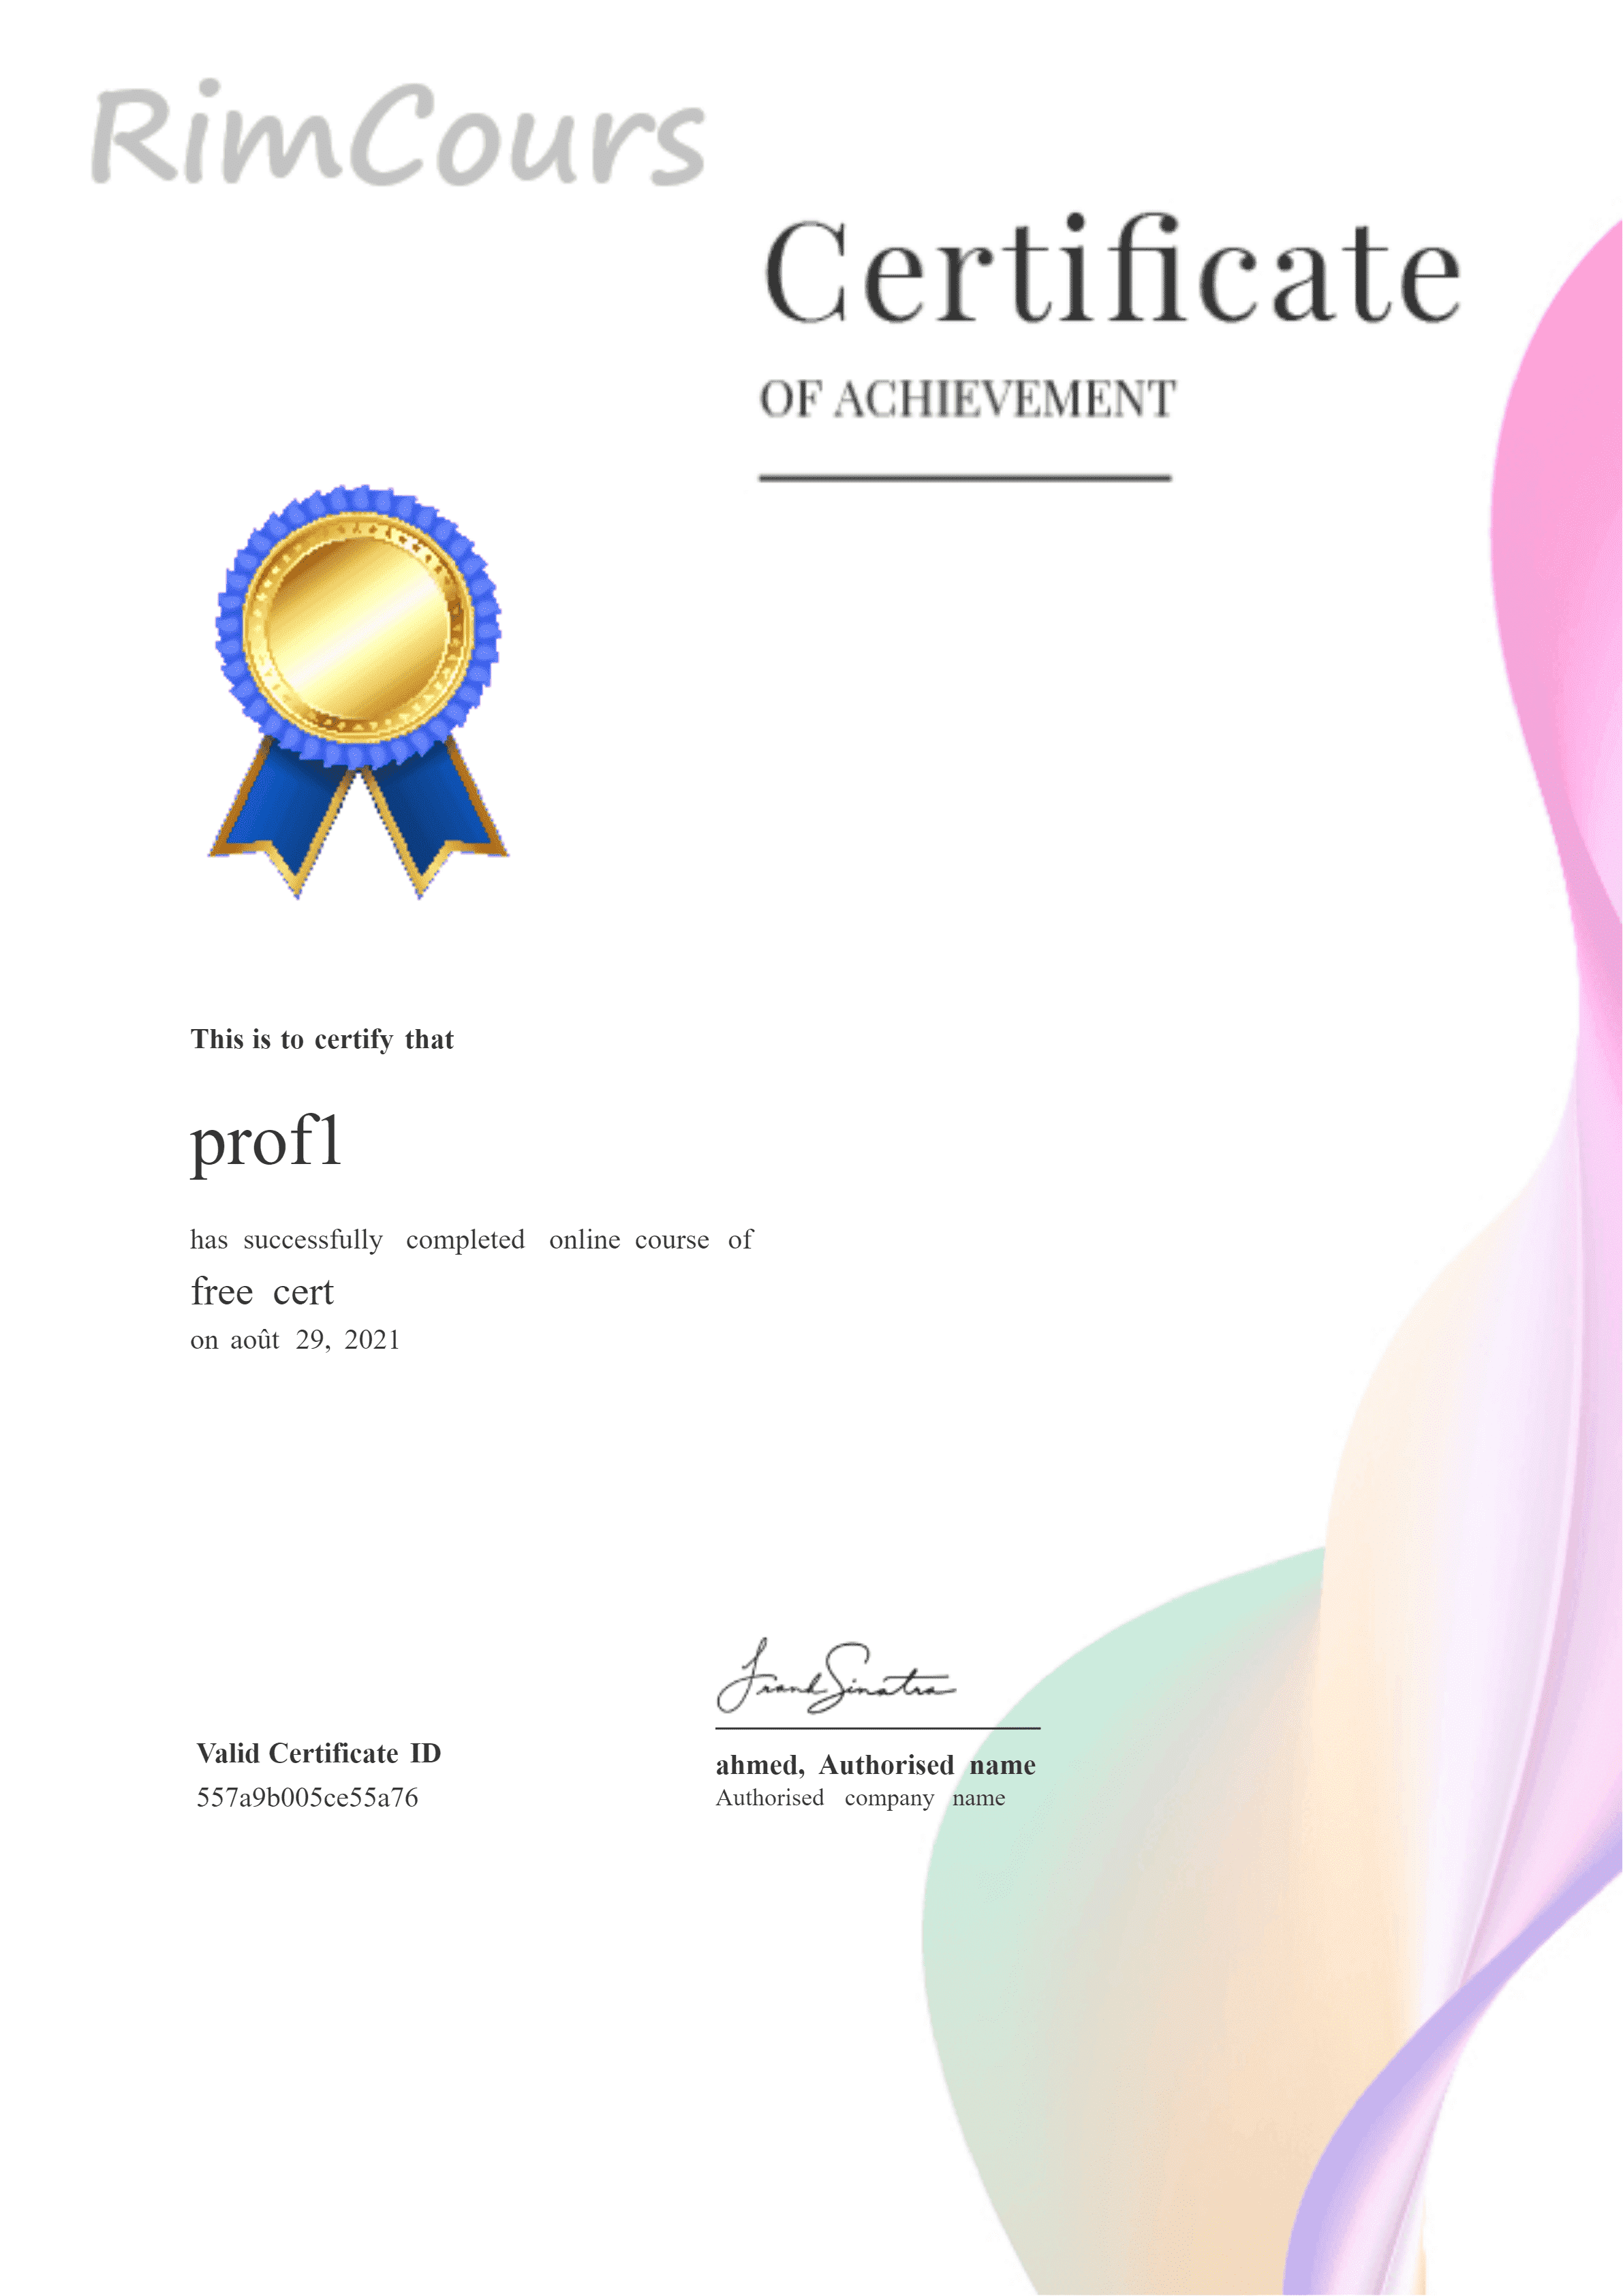 RimCours
Certificate
OF ACHIEVEMENT
This is to certify that
prof1
has successfully completed online course of
free cert
on août 29, 2021
Frank Sinatra
Valid Certificate ID
557a9b005ce55a76
ahmed, Authorised name
Authorised company name